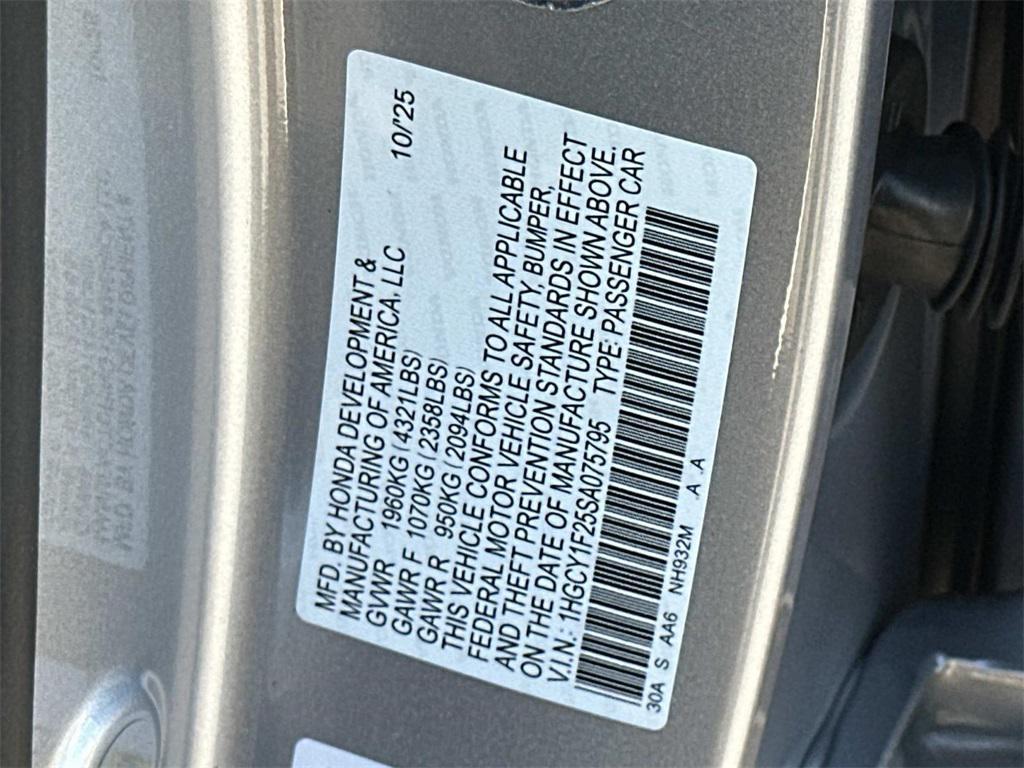 MFD. BY HONDA DEVELOPMENT &
MANUFACTURING OF AMERICA, LLC 10/'25
GVWR 1960KG (4321LBS)
GAWR F 1070KG (2358LBS)
GAWR R 950KG (2094LBS)
THIS VEHICLE CONFORMS TO ALL APPLICABLE
FEDERAL MOTOR VEHICLE SAFETY, BUMPER,
AND THEFT PREVENTION STANDARDS IN EFFECT
ON THE DATE OF MANUFACTURE SHOWN ABOVE.
V.I.N.: 1HGCY1F25SA075795 TYPE: PASSENGER CAR
30A S AA6 NH932M .A .A